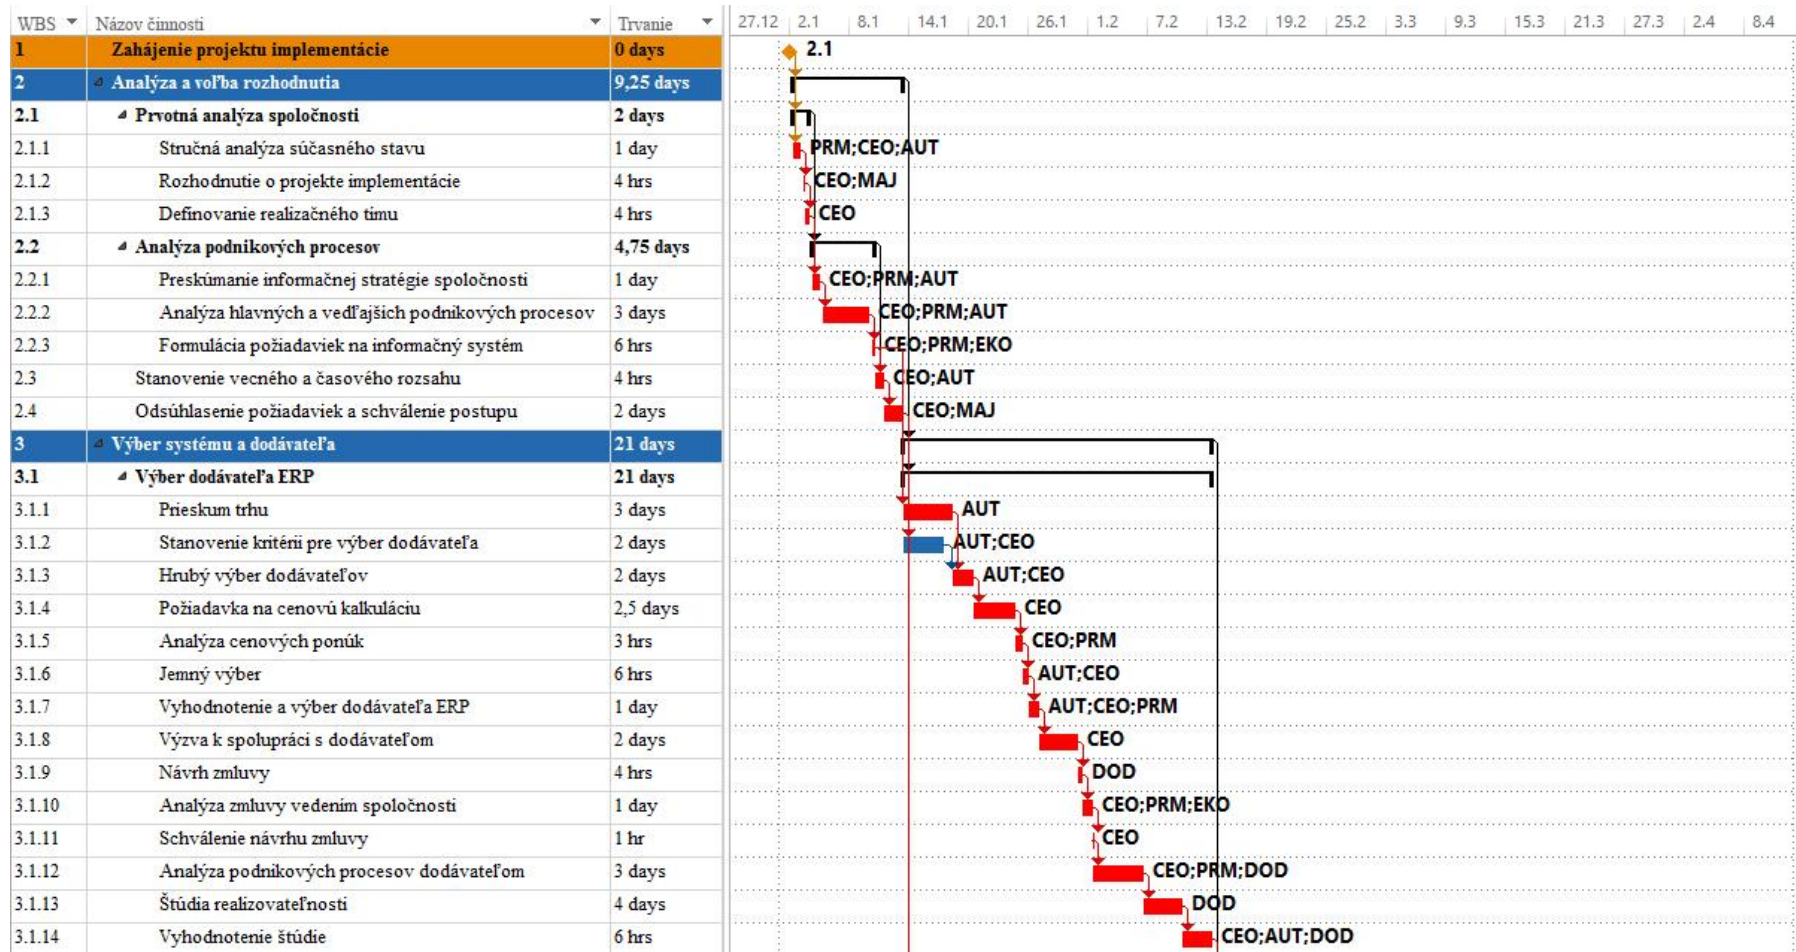 WBS Názov činnosti Trvanie 27.12 2.1 8.1 14.1 20.1 26.1 1.2 7.2 13.2 19.2 25.2 3.3 9.3 15.3 21.3 27.3 2.4 8.4
1 Zahájenie projektu implementácie 0 days 2.1
2 Analýza a voľba rozhodnutia 9,25 days
2.1 Prvotná analýza spoločnosti 2 days
2.1.1 Stručná analýza súčasného stavu 1 day PRM;CEO;AUT
2.1.2 Rozhodnutie o projekte implementácie 4 hrs CEO;MAJ
2.1.3 Definovanie realizačného tímu 4 hrs CEO
2.2 Analýza podnikových procesov 4,75 days
2.2.1 Preskúmanie informačnej stratégie spoločnosti 1 day CEO;PRM;AUT
2.2.2 Analýza hlavných a vedľajšich podnikových procesov 3 days CEO;PRM;AUT
2.2.3 Formulácia požiadaviek na informačný systém 6 hrs CEO;PRM;EKO
2.3 Stanovenie vecného a časového rozsahu 4 hrs CEO;AUT
2.4 Odsúhlasenie požiadaviek a schválenie postupu 2 days CEO;MAJ
3 Výber systému a dodávateľa 21 days
3.1 Výber dodávateľa ERP 21 days
3.1.1 Prieskum trhu 3 days AUT
3.1.2 Stanovenie kritérii pre výber dodávateľa 2 days AUT;CEO
3.1.3 Hrubý výber dodávateľov 2 days AUT;CEO
3.1.4 Požiadavka na cenovú kalkuláciu 2,5 days CEO
3.1.5 Analýza cenových ponúk 3 hrs CEO;PRM
3.1.6 Jemný výber 6 hrs AUT;CEO
3.1.7 Vyhodnotenie a výber dodávateľa ERP 1 day AUT;CEO;PRM
3.1.8 Výzva k spolupráci s dodávateľom 2 days CEO
3.1.9 Návrh zmluvy 4 hrs DOD
3.1.10 Analýza zmluvy vedením spoločnosti 1 day CEO;PRM;EKO
3.1.11 Schválenie návrhu zmluvy 1 hr CEO
3.1.12 Analýza podnikových procesov dodávateľom 3 days CEO;PRM;DOD
3.1.13 Štúdia realizovateľnosti 4 days DOD
3.1.14 Vyhodnotenie štúdie 6 hrs CEO;AUT;DOD